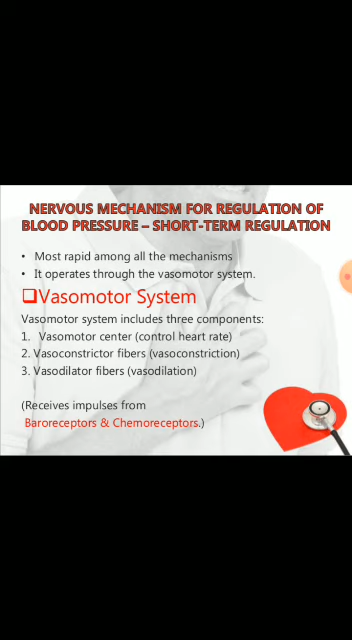 NERVOUS MECHANISM FOR REGULATION OF
BLOOD PRESSURE – SHORT-TERM REGULATION
• Most rapid among all the mechanisms
• It operates through the vasomotor system.
❑Vasomotor System
Vasomotor system includes three components:
1. Vasomotor center (control heart rate)
2. Vasoconstrictor fibers (vasoconstriction)
3. Vasodilator fibers (vasodilation)
(Receives impulses from
Baroreceptors & Chemoreceptors.)